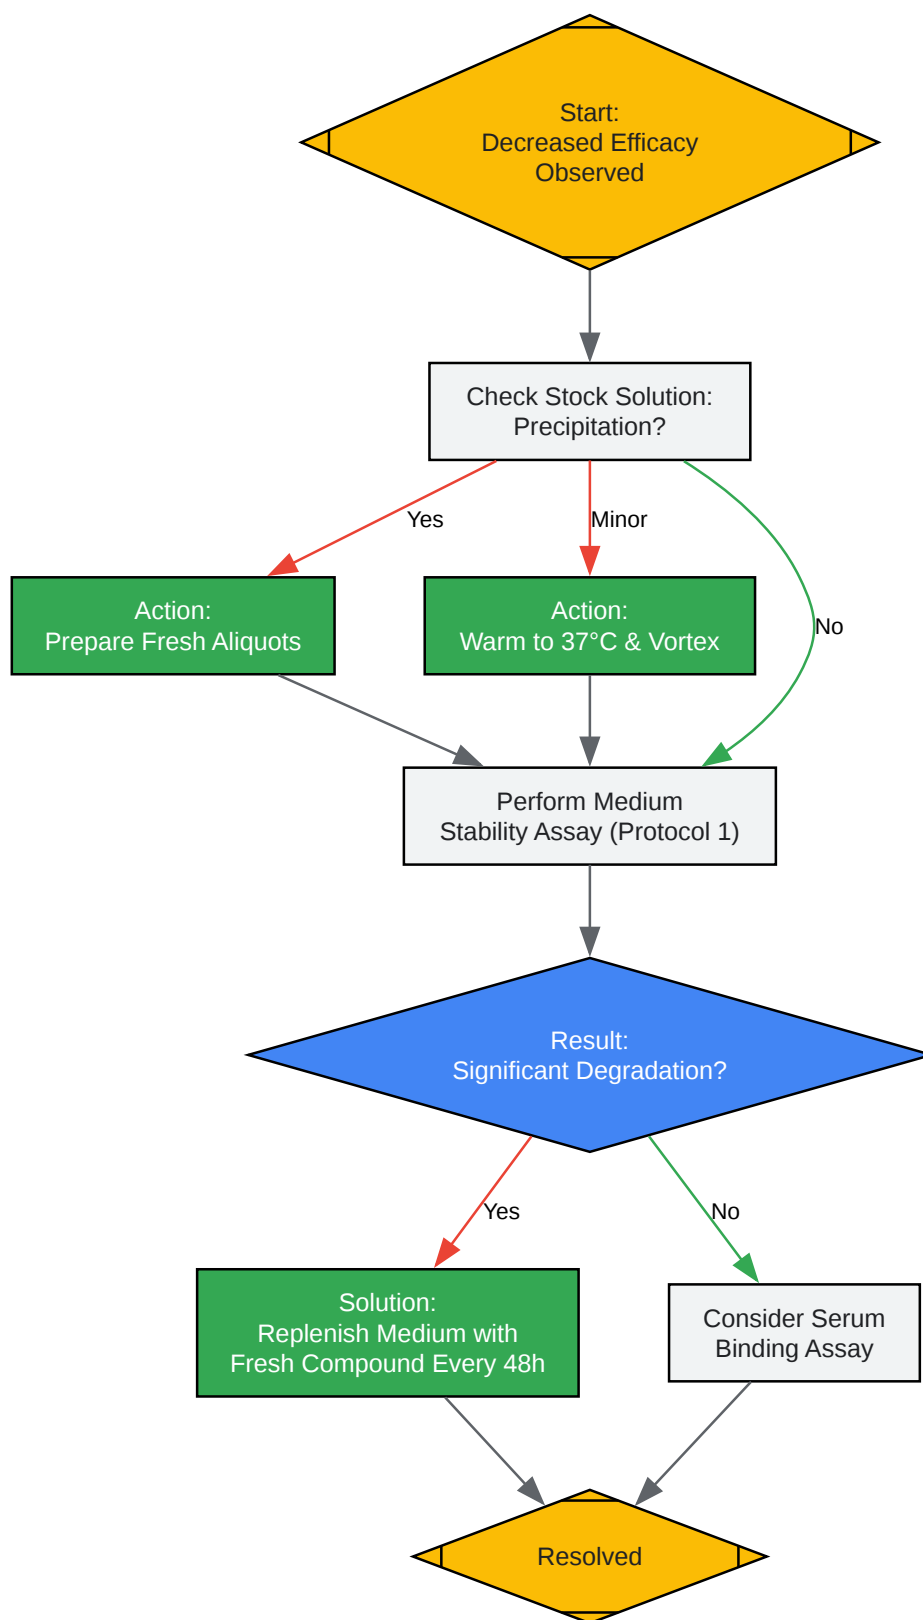 Start:
Decreased Efficacy
Observed
Check Stock Solution:
Precipitation?
Yes
Minor
No
Action:
Prepare Fresh Aliquots
Action:
Warm to 37°C & Vortex
Perform Medium
Stability Assay (Protocol 1)
Result:
Significant Degradation?
Yes
No
Solution:
Replenish Medium with
Fresh Compound Every 48h
Consider Serum
Binding Assay
Resolved